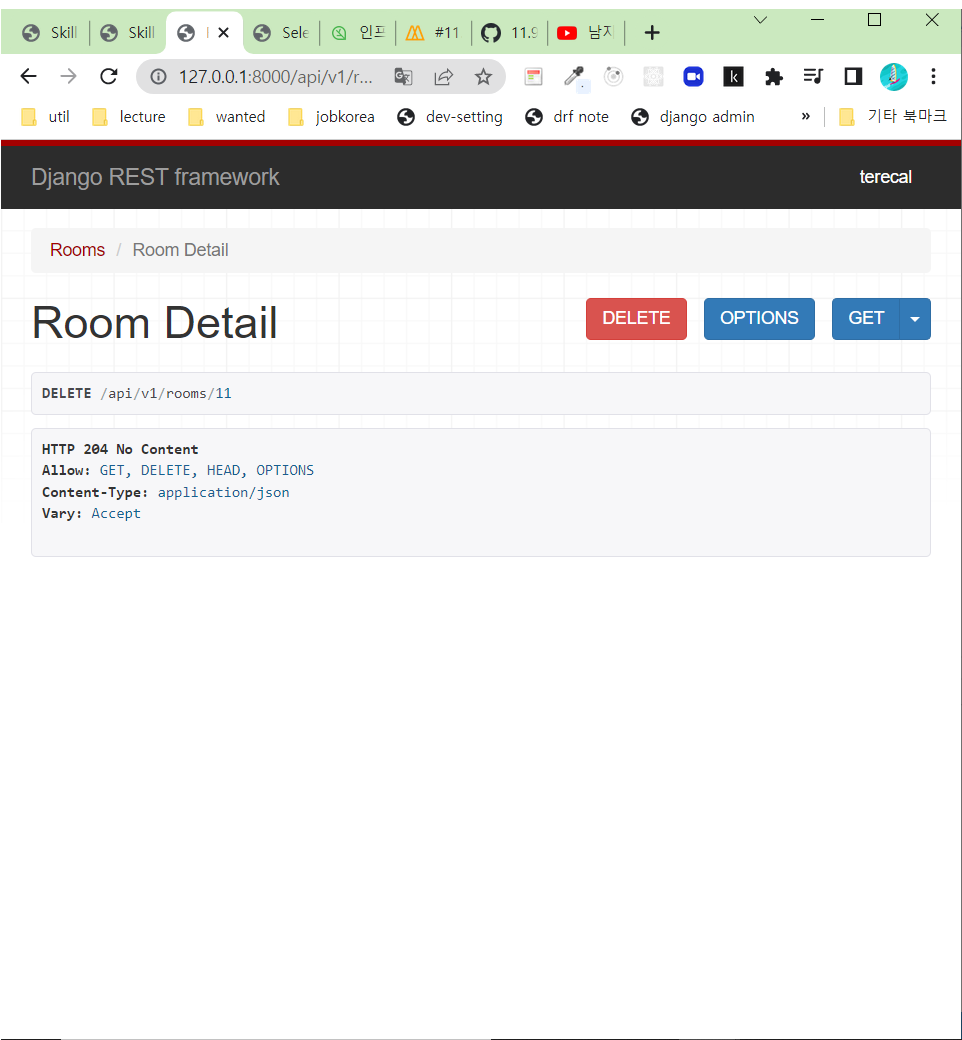 Skill Skill Sele 인프 #11 11.9 남자
127.0.0.1:8000/api/v1/r...
util lecture wanted jobkorea dev-setting drf note django admin » 기타 북마크
Django REST framework terecal
Rooms / Room Detail
Room Detail DELETE OPTIONS GET
DELETE /api/v1/rooms/11
HTTP 204 No Content
Allow: GET, DELETE, HEAD, OPTIONS
Content-Type: application/json
Vary: Accept